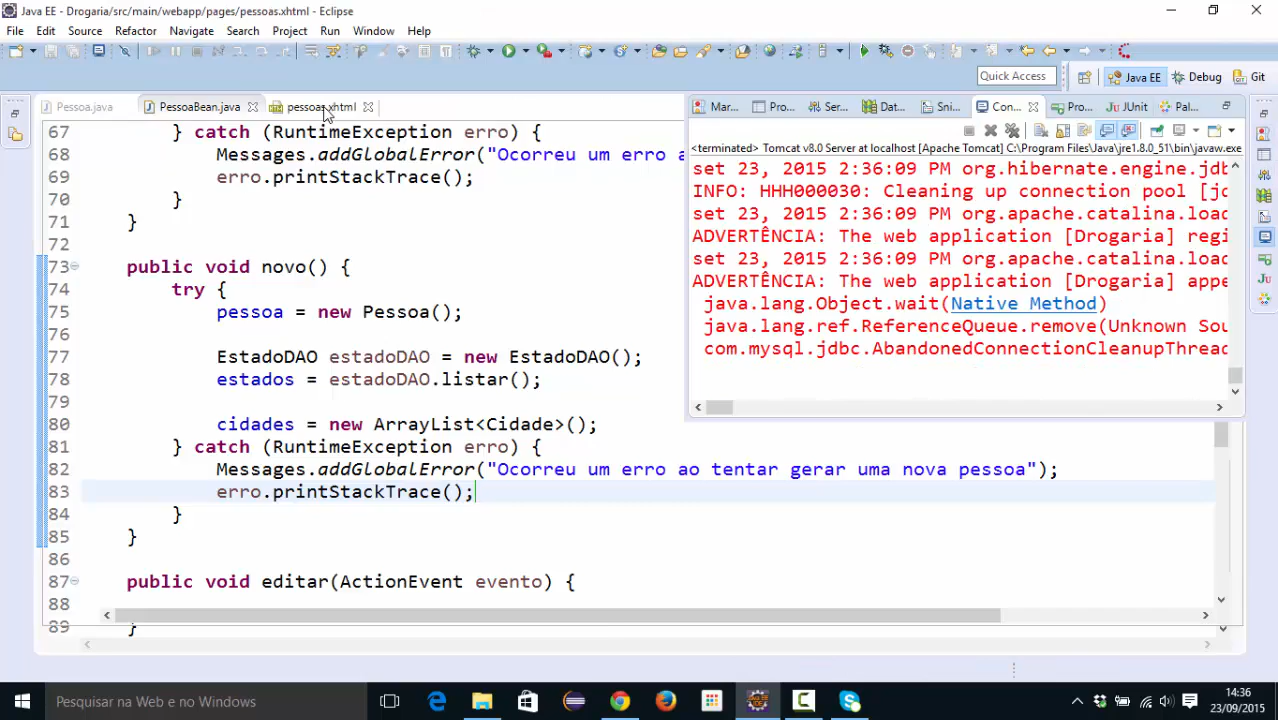 Java EE - Drogaria/src/main/webapp/pages/pessoas.xhtml - Eclipse
File Edit Source Refactor Navigate Search Project Run Window Help
Quick Access
Java EE
Debug
Git
Pessoa.java
PessoaBean.java
pessoas.xhtml
Mar...
Pro...
Ser...
Dat...
Sni...
Con...
Pro...
JUnit
Pal...
<terminated> Tomcat v8.0 Server at localhost [Apache Tomcat] C:\Program Files\Java\jre1.8.0_51\bin\javaw.exe
set 23, 2015 2:36:09 PM org.hibernate.engine.jdb
INFO: HHH000030: Cleaning up connection pool [jd
set 23, 2015 2:36:09 PM org.apache.catalina.load
ADVERTÊNCIA: The web application [Drogaria] regi
set 23, 2015 2:36:09 PM org.apache.catalina.load
ADVERTÊNCIA: The web application [Drogaria] appe
java.lang.Object.wait(Native Method)
java.lang.ref.ReferenceQueue.remove(Unknown Sou
com.mysql.jdbc.AbandonedConnectionCleanupThread
67 } catch (RuntimeException erro) {
68 Messages.addGlobalError("Ocorreu um erro a
69 erro.printStackTrace();
70 }
71 }
72
73 public void novo() {
74 try {
75 pessoa = new Pessoa();
76
77 EstadoDAO estadoDAO = new EstadoDAO();
78 estados = estadoDAO.listar();
79
80 cidades = new ArrayList<Cidade>();
81 } catch (RuntimeException erro) {
82 Messages.addGlobalError("Ocorreu um erro ao tentar gerar uma nova pessoa");
83 erro.printStackTrace();
84 }
85 }
86
87 public void editar(ActionEvent evento) {
88
89 }
Pesquisar na Web e no Windows
14:36
23/09/2015